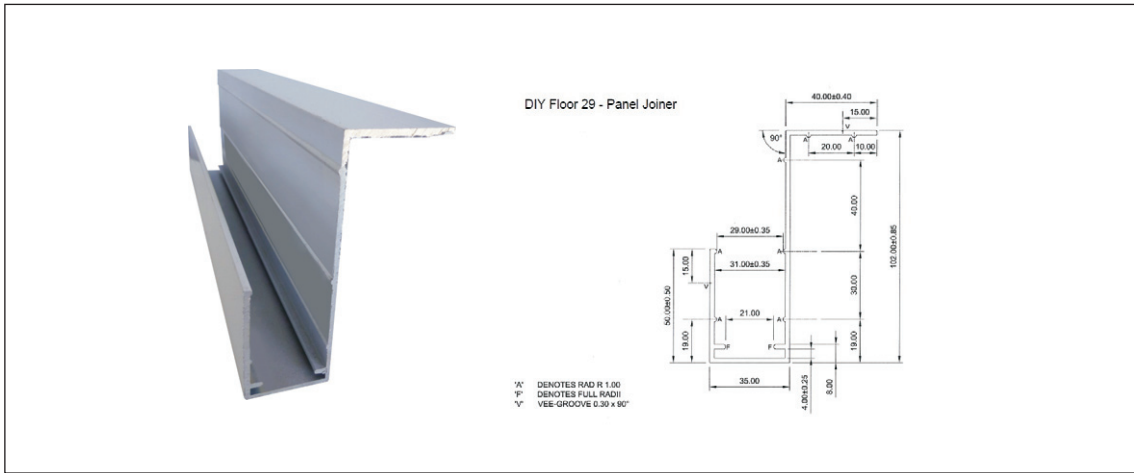 DIY Floor 29 - Panel Joiner
40.00±0.40
15.00
V
90°
A
A
20.00
10.00
A
40.00
102.00±0.85
29.00±0.35
A
A
15.00
31.00±0.35
V
50.00±0.50
30.00
21.00
A
A
19.00
19.00
F
F
35.00
4.00±0.25
8.00
'A' DENOTES RAD R 1.00
'F' DENOTES FULL RADII
'V' VEE-GROOVE 0.30 x 90°